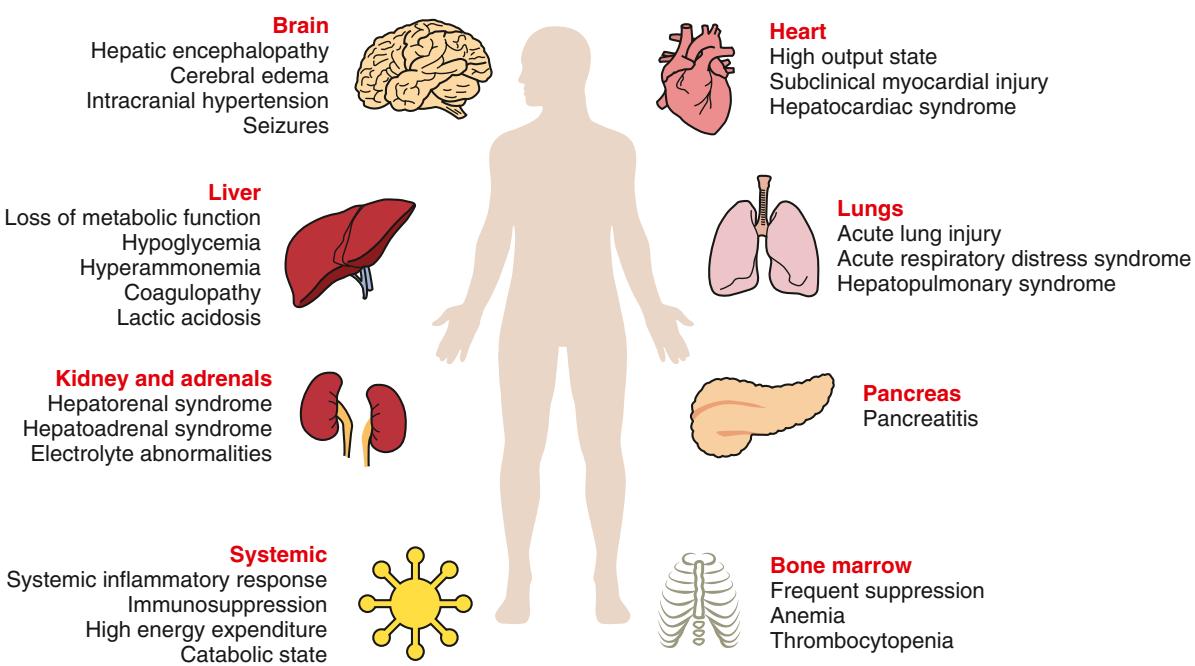 Brain
Hepatic encephalopathy
Cerebral edema
Intracranial hypertension
Seizures
Heart
High output state
Subclinical myocardial injury
Hepatocardiac syndrome
Liver
Loss of metabolic function
Hypoglycemia
Hyperammonemia
Coagulopathy
Lactic acidosis
Lungs
Acute lung injury
Acute respiratory distress syndrome
Hepatopulmonary syndrome
Kidney and adrenals
Hepatorenal syndrome
Hepatoadrenal syndrome
Electrolyte abnormalities
Pancreas
Pancreatitis
Systemic
Systemic inflammatory response
Immunosuppression
High energy expenditure
Catabolic state
Bone marrow
Frequent suppression
Anemia
Thrombocytopenia